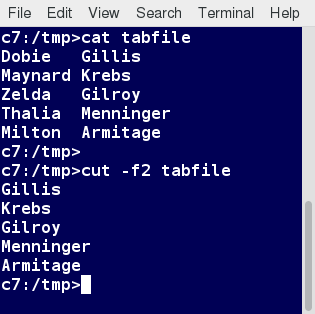 File Edit View Search Terminal Help
c7:/tmp>cat tabfile
Dobie   Gillis
Maynard Krebs
Zelda   Gilroy
Thalia  Menninger
Milton  Armitage
c7:/tmp>
c7:/tmp>cut -f2 tabfile
Gillis
Krebs
Gilroy
Menninger
Armitage
c7:/tmp>